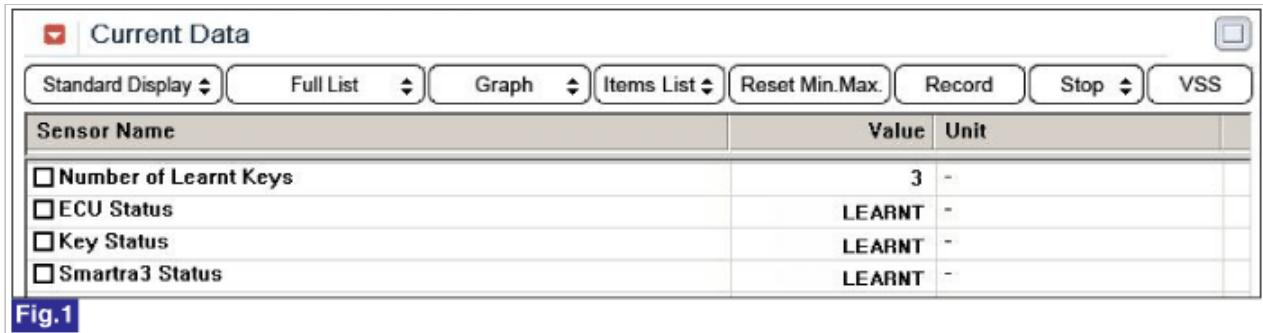 Current Data
Standard Display Full List Graph Items List Reset Min.Max. Record Stop VSS
Sensor Name Value Unit
Number of Learnt Keys 3 -
ECU Status LEARNT -
Key Status LEARNT -
Smartra3 Status LEARNT -
Fig.1